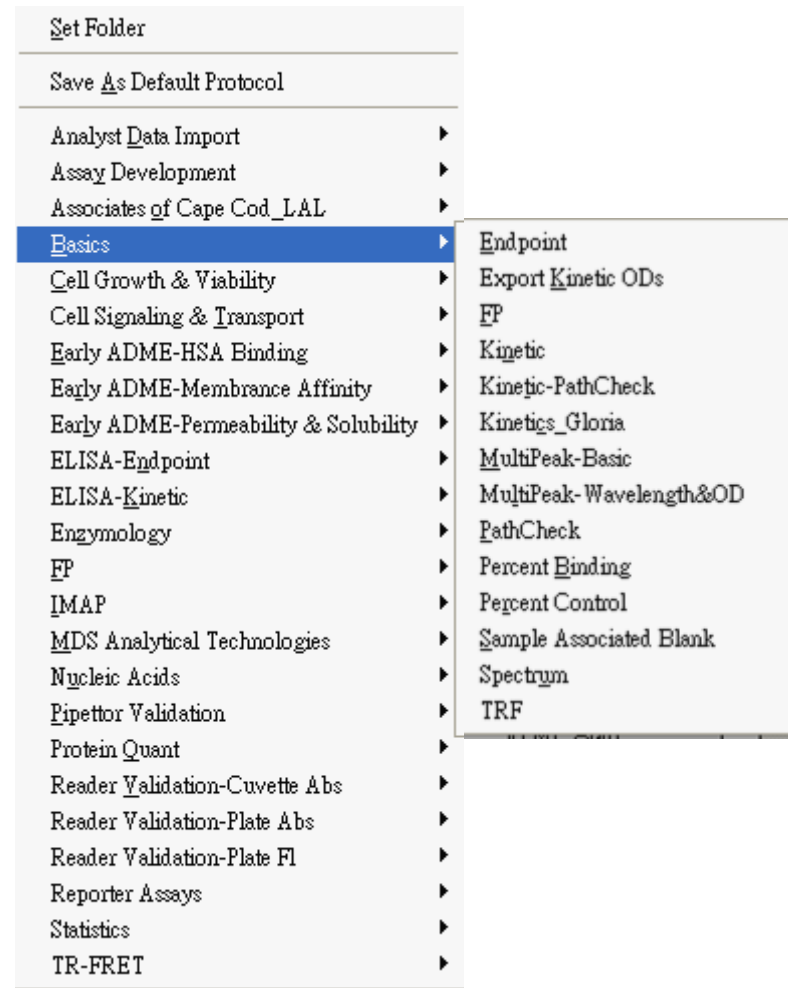 Set Folder
Save As Default Protocol
Analyst Data Import
Assay Development
Associates of Cape Cod_LAL
Basics
Cell Growth & Viability
Cell Signaling & Transport
Early ADME-HSA Binding
Early ADME-Membrance Affinity
Early ADME-Permeability & Solubility
ELISA-Endpoint
ELISA-Kinetic
Enzymology
FP
IMAP
MDS Analytical Technologies
Nucleic Acids
Pipettor Validation
Protein Quant
Reader Validation-Cuvette Abs
Reader Validation-Plate Abs
Reader Validation-Plate Fl
Reporter Assays
Statistics
TR-FRET
Endpoint
Export Kinetic ODs
FP
Kinetic
Kinetic-PathCheck
Kinetics_Gloria
MultiPeak-Basic
MultiPeak-Wavelength&OD
PathCheck
Percent Binding
Percent Control
Sample Associated Blank
Spectrum
TRF